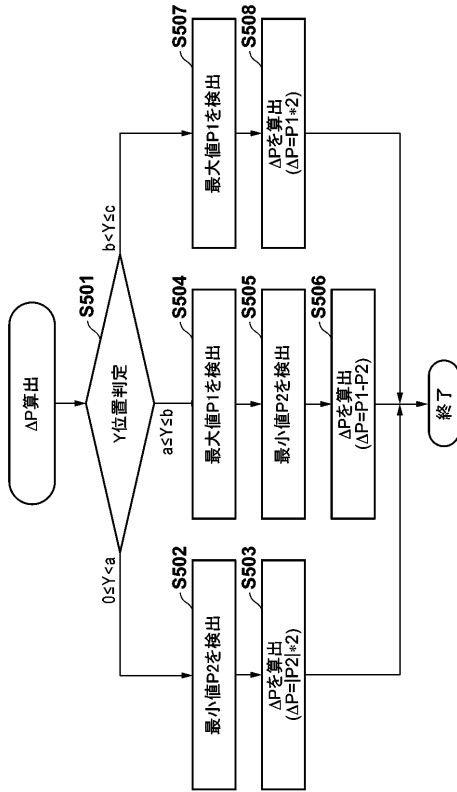 ΔP算出
S501
Y位置判定
0≤Y<a
a≤Y≤b
b<Y≤c
S502
最小値P2を検出
S503
ΔPを算出
(ΔP=|P2|*2)
S504
最大値P1を検出
S505
最小値P2を検出
S506
ΔPを算出
(ΔP=P1-P2)
S507
最大値P1を検出
S508
ΔPを算出
(ΔP=P1*2)
終了